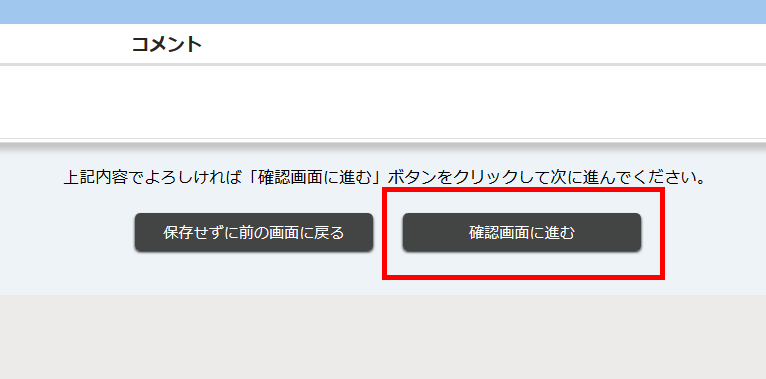 コメント
上記内容でよろしければ「確認画面に進む」ボタンをクリックして次に進んでください。
保存せずに前の画面に戻る
確認画面に進む